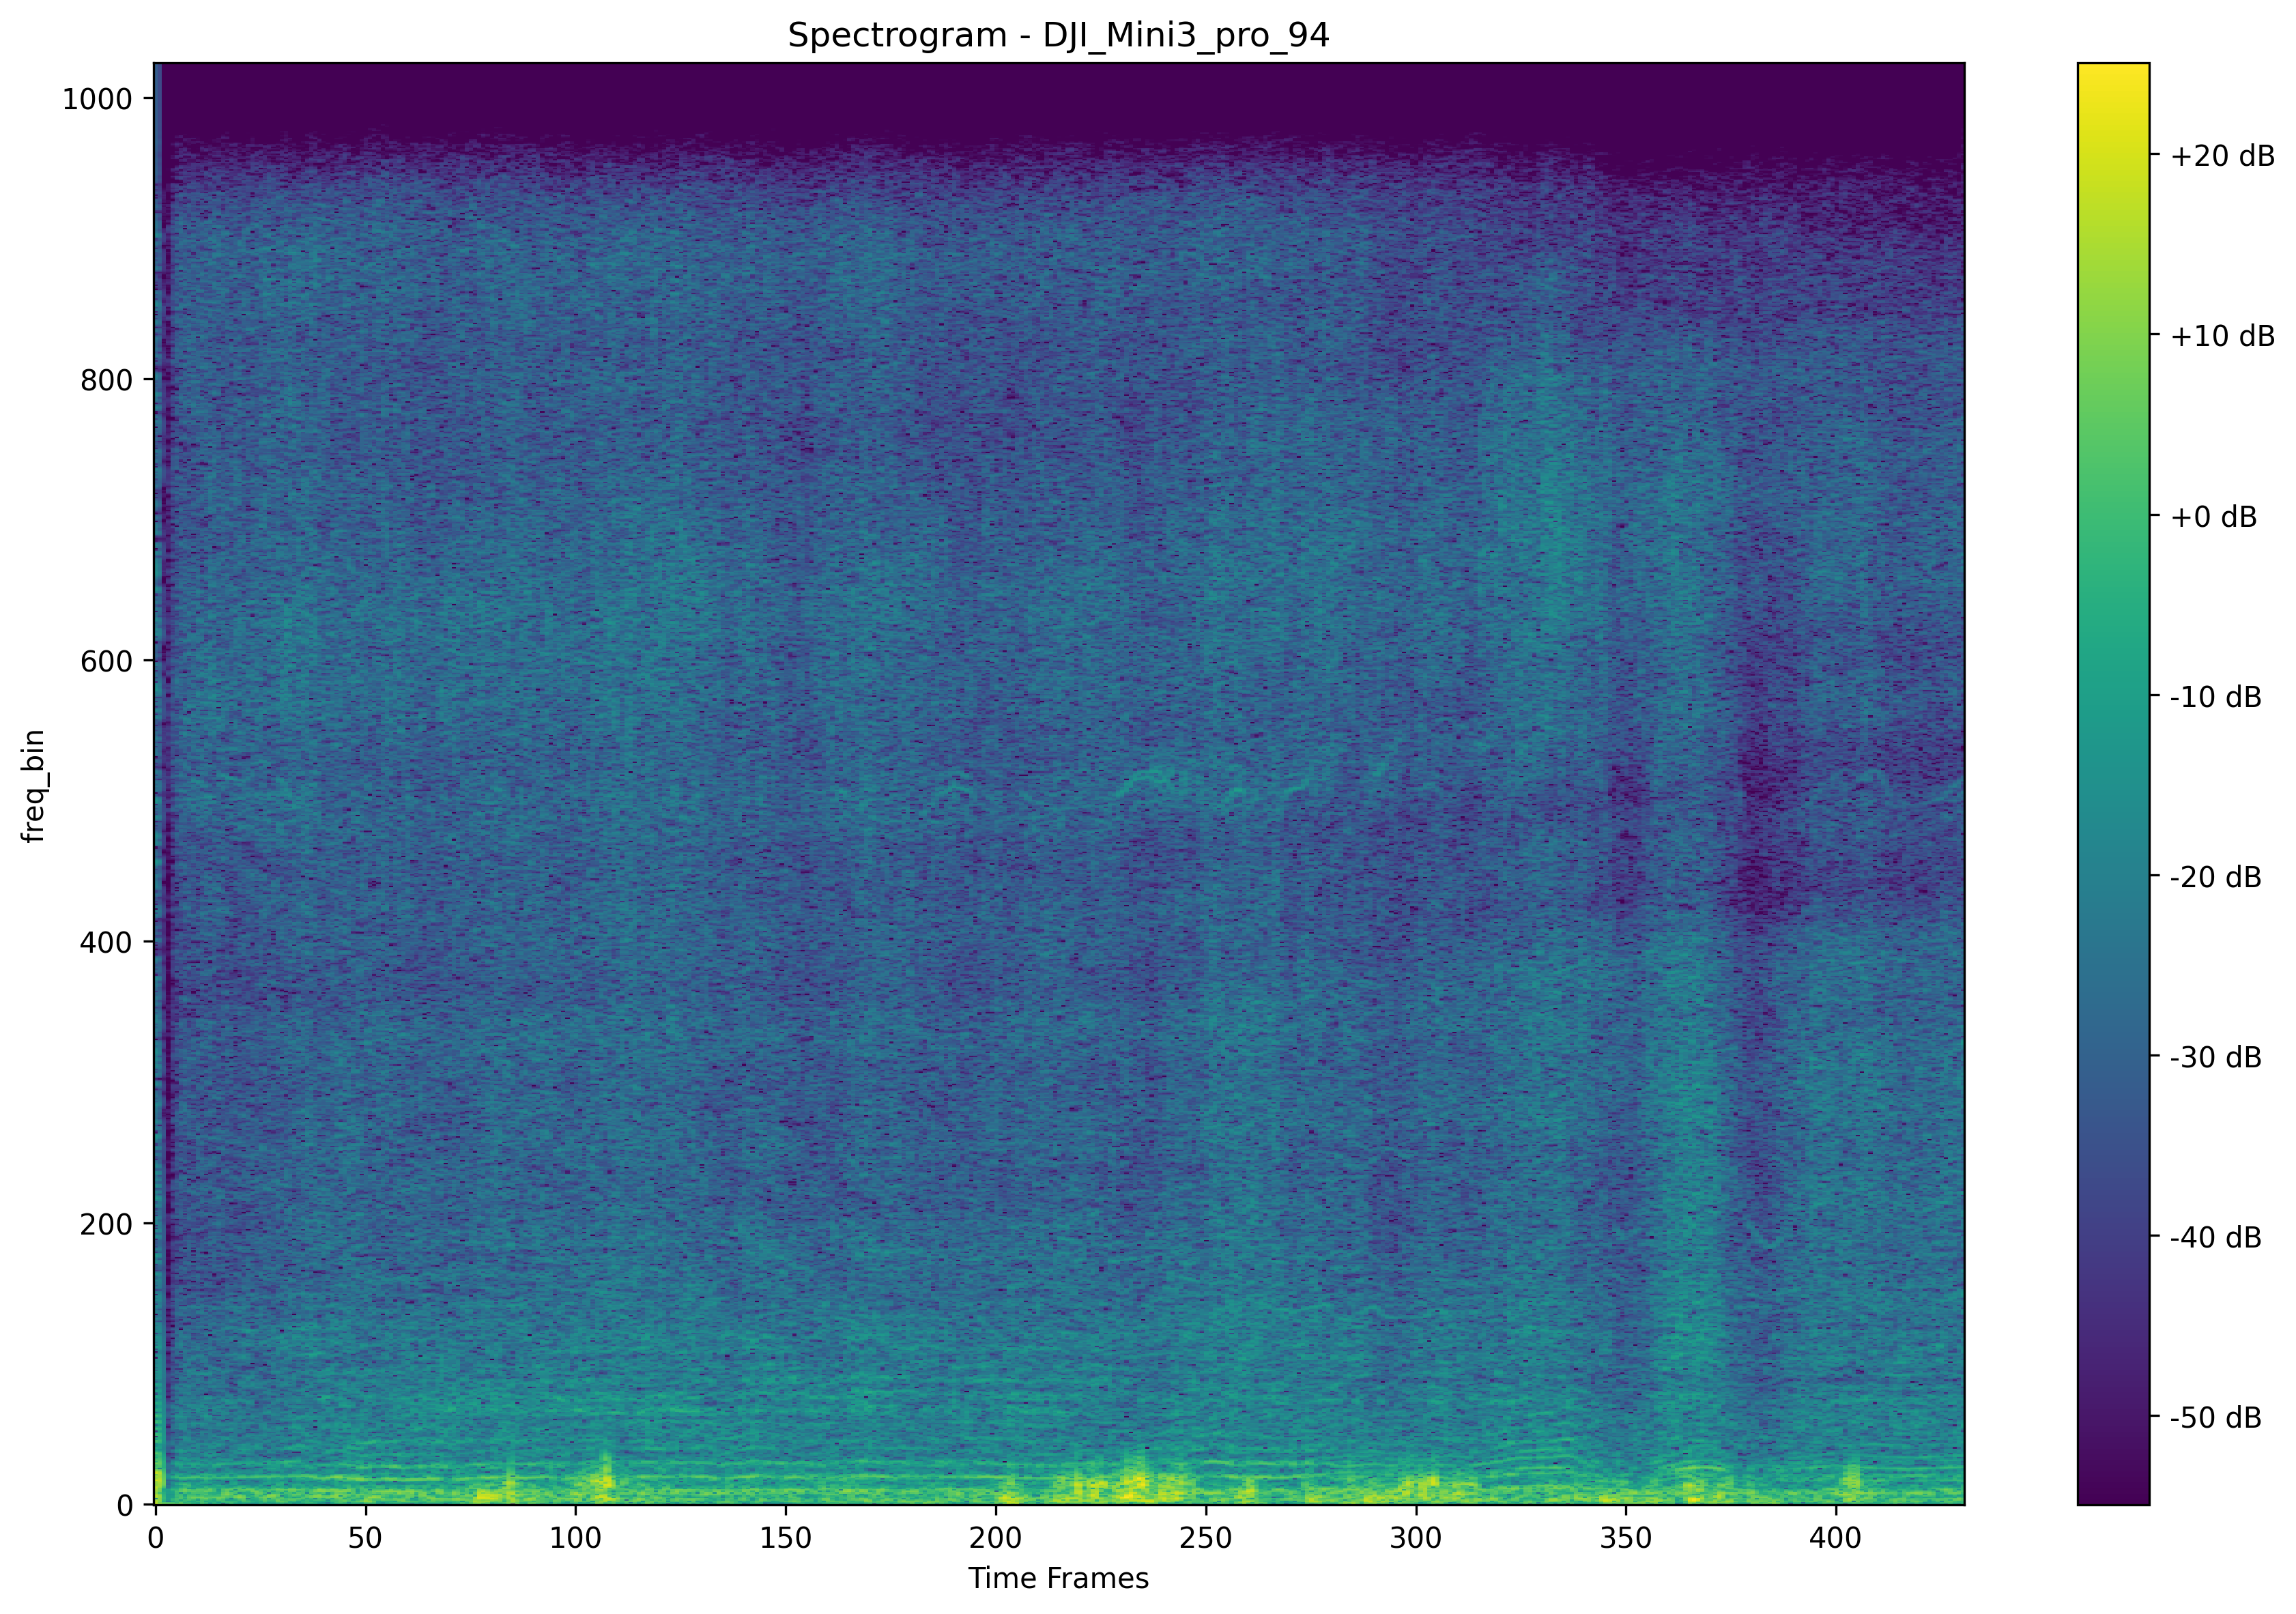 Spectrogram - DJI_Mini3_pro_94
1000
800
600
400
200
0
freq_bin
0 50 100 150 200 250 300 350 400
Time Frames
+20 dB
+10 dB
+0 dB
-10 dB
-20 dB
-30 dB
-40 dB
-50 dB